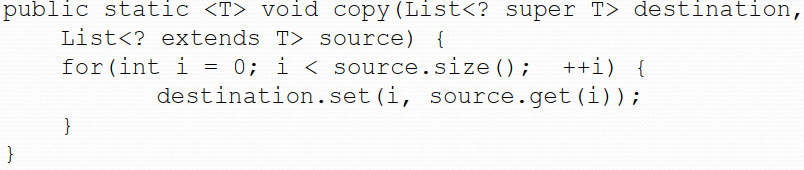 public static <T> void copy(List<? super T> destination,
    List<? extends T> source) {
    for(int i = 0; i < source.size();  ++i) {
          destination.set(i, source.get(i));
    }
}